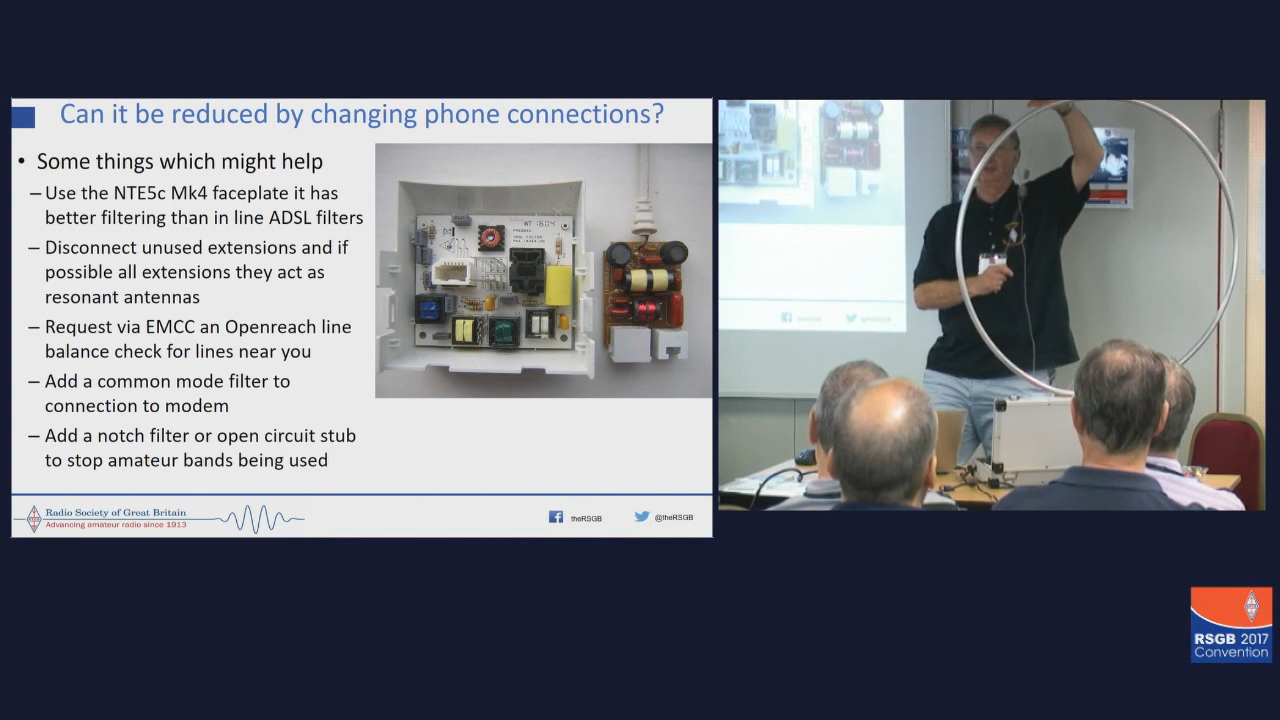 Can it be reduced by changing phone connections?
• Some things which might help
– Use the NTE5c Mk4 faceplate it has
better filtering than in line ADSL filters
– Disconnect unused extensions and if
possible all extensions they act as
resonant antennas
– Request via EMCC an Openreach line
balance check for lines near you
– Add a common mode filter to
connection to modem
– Add a notch filter or open circuit stub
to stop amateur bands being used
Radio Society of Great Britain
Advancing amateur radio since 1913
theRSGB
@theRSGB
RSGB 2017
Convention